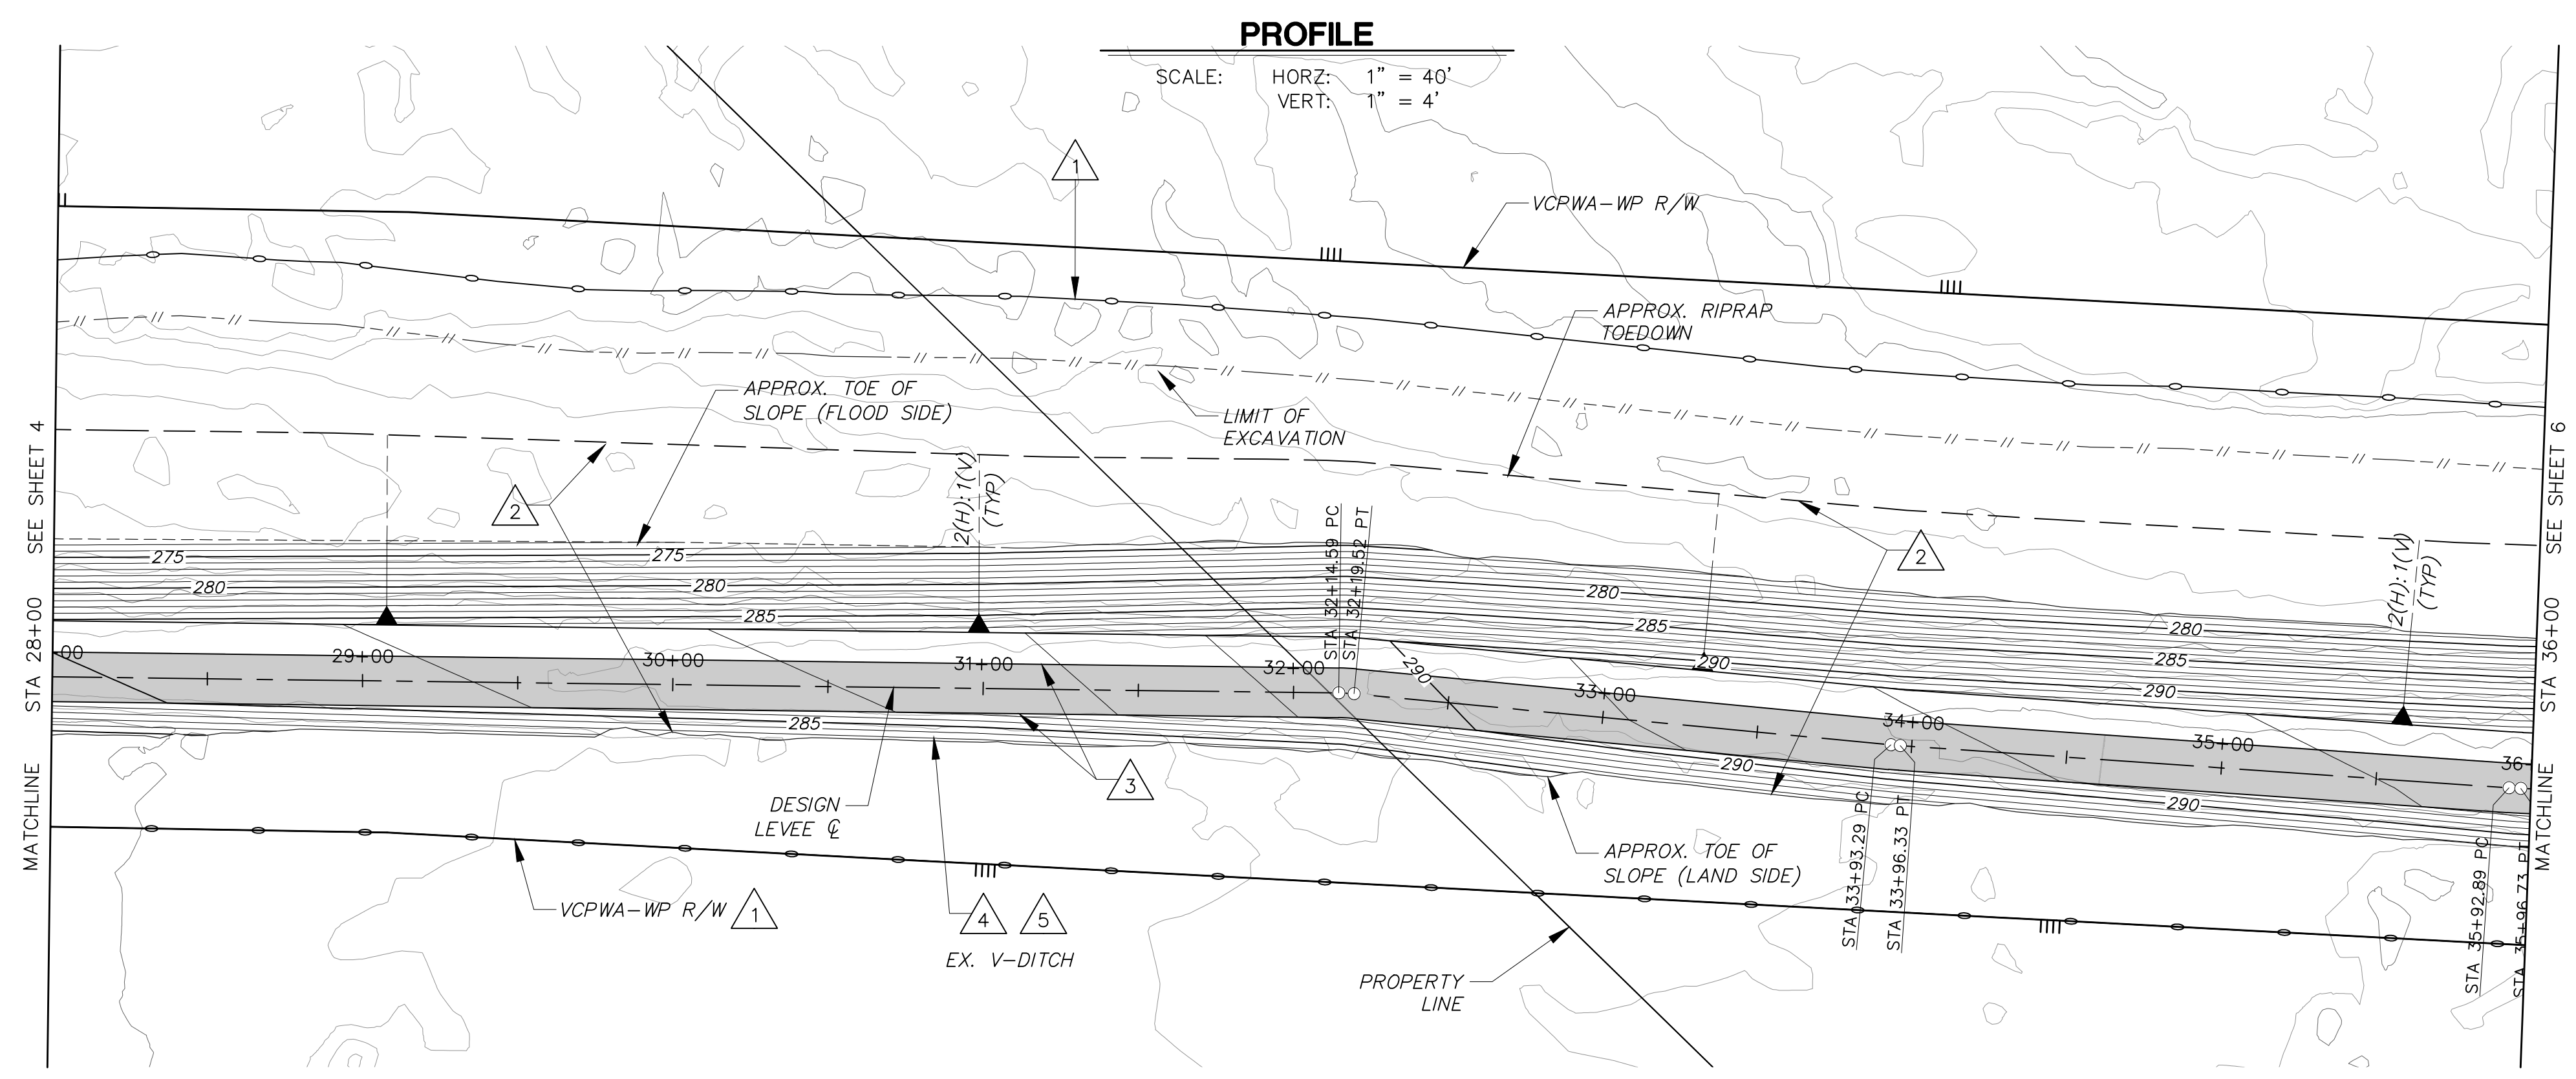 PROFILE
SCALE: HORZ: 1" = 40'
VERT: 1" = 4'
1
VCPWA-WP R/W
APPROX. RIPRAP
TOEDOWN
APPROX. TOE OF
SLOPE (FLOOD SIDE)
LIMIT OF
EXCAVATION
2
2(H):1(V)
(TYP)
STA 32+14.59 PC
STA 32+19.52 PT
2
2(H):1(V)
(TYP)
275
275
280
280
280
285
285
280
285
290
290
290
00
29+00
30+00
31+00
32+00
33+00
34+00
35+00
36
285
290
290
3
DESIGN
LEVEE ℄
APPROX. TOE OF
SLOPE (LAND SIDE)
STA 33+93.29 PC
STA 33+96.33 PT
STA 35+92.89 PC
STA 35+96.73 PT
VCPWA-WP R/W
1
4
5
EX. V-DITCH
PROPERTY
LINE
MATCHLINE STA 28+00 SEE SHEET 4
MATCHLINE STA 36+00 SEE SHEET 6